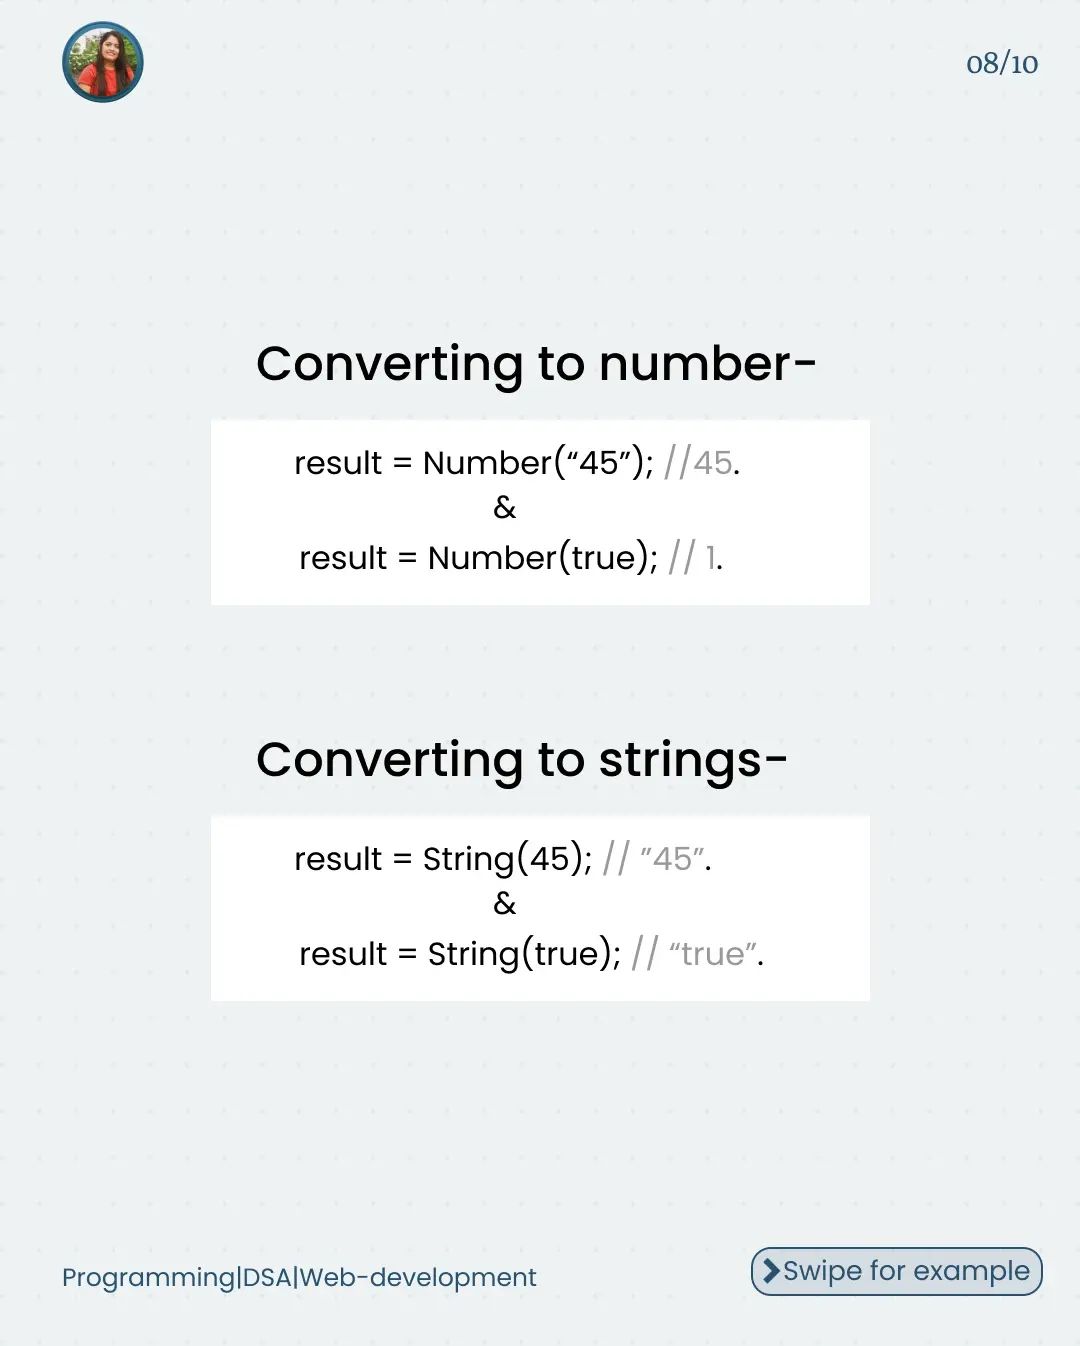 08/10
Converting to number-
result = Number(“45”); //45.
&
result = Number(true); // 1.
Converting to strings-
result = String(45); // ”45”.
&
result = String(true); // “true”.
Programming|DSA|Web-development
Swipe for example